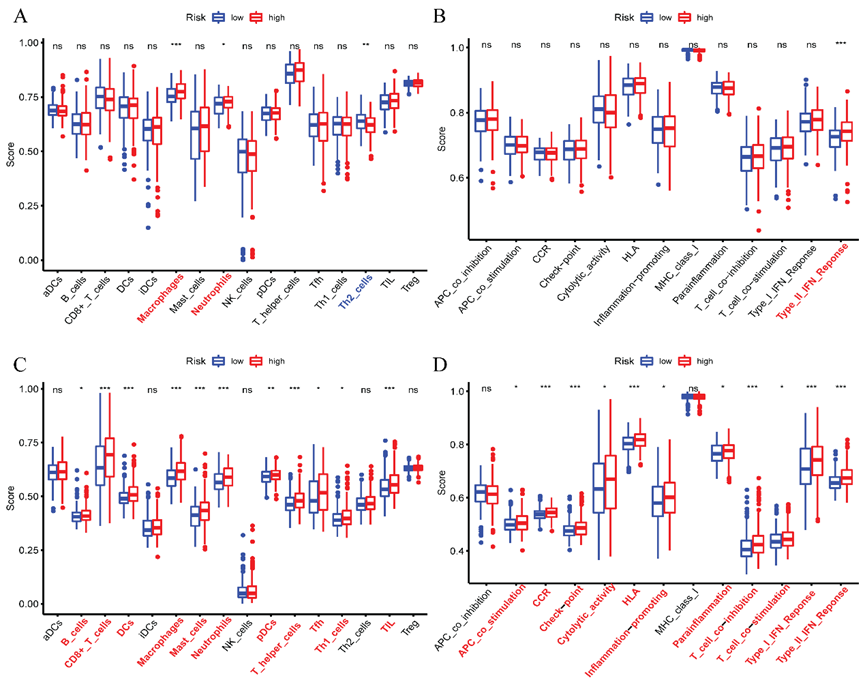 A
Risk low high
1.00
0.75
0.50
0.25
0.00
Score
ns ns ns ns ns *** ns * ns ns ns ns ns ** ns ns
aDCs
B_cells
CD8+_T_cells
DCs
iDCs
Macrophages
Mast_cells
Neutrophils
NK_cells
pDCs
T_helper_cells
Tfh
Th1_cells
Th2_cells
TIL
Treg
B
Risk low high
1.0
0.8
0.6
Score
ns ns ns ns ns ns ns ns ns ns ns ns ***
APC_co_inhibition
APC_co_stimulation
CCR
Check-point
Cytolytic_activity
HLA
Inflammation-promoting
MHC_class_I
Parainflammation
T_cell_co-inhibition
T_cell_co-stimulation
Type_I_IFN_Reponse
Type_II_IFN_Reponse
C
Risk low high
1.00
0.75
0.50
0.25
0.00
Score
ns * *** *** ns *** *** *** ns ** *** * * ns *** ns
aDCs
B_cells
CD8+_T_cells
DCs
iDCs
Macrophages
Mast_cells
Neutrophils
NK_cells
pDCs
T_helper_cells
Tfh
Th1_cells
Th2_cells
TIL
Treg
D
Risk low high
1.0
0.8
0.6
0.4
Score
ns * *** *** * *** * ns * *** * *** ***
APC_co_inhibition
APC_co_stimulation
CCR
Check-point
Cytolytic_activity
HLA
Inflammation-promoting
MHC_class_I
Parainflammation
T_cell_co-inhibition
T_cell_co-stimulation
Type_I_IFN_Reponse
Type_II_IFN_Reponse